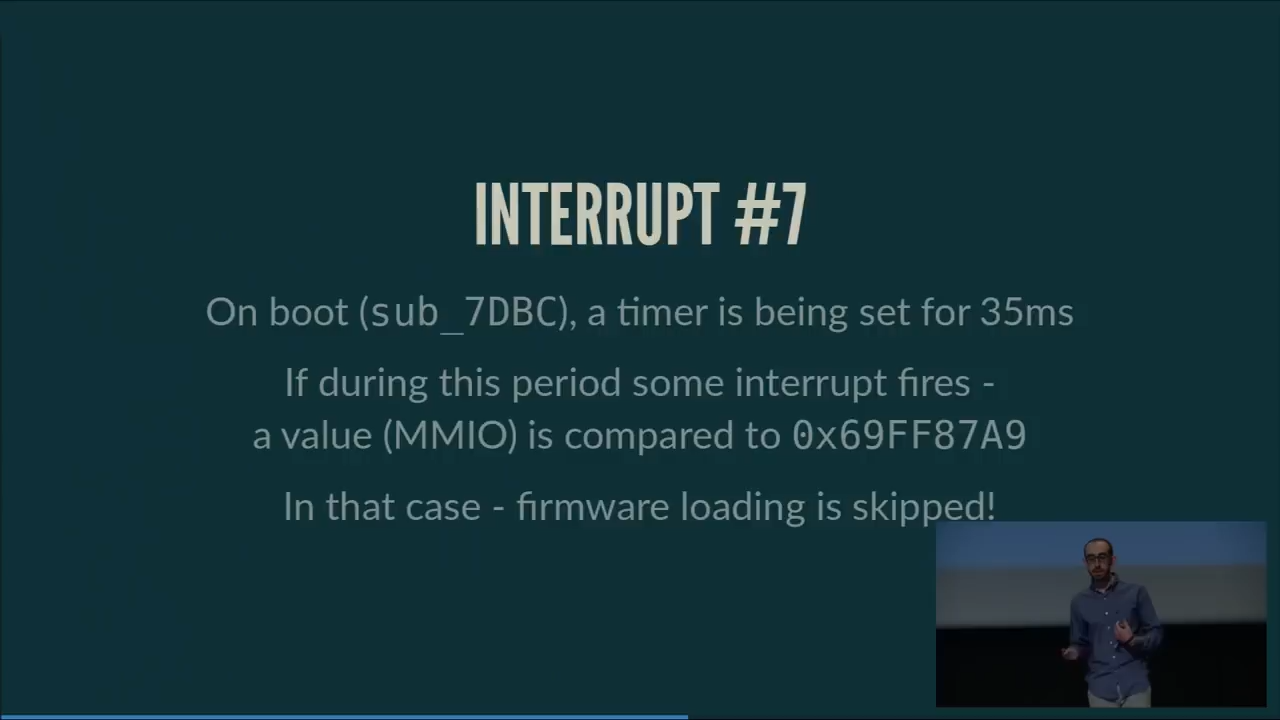 INTERRUPT #7
On boot (sub_7DBC), a timer is being set for 35ms
If during this period some interrupt fires -
a value (MMIO) is compared to 0x69FF87A9
In that case - firmware loading is skipped!